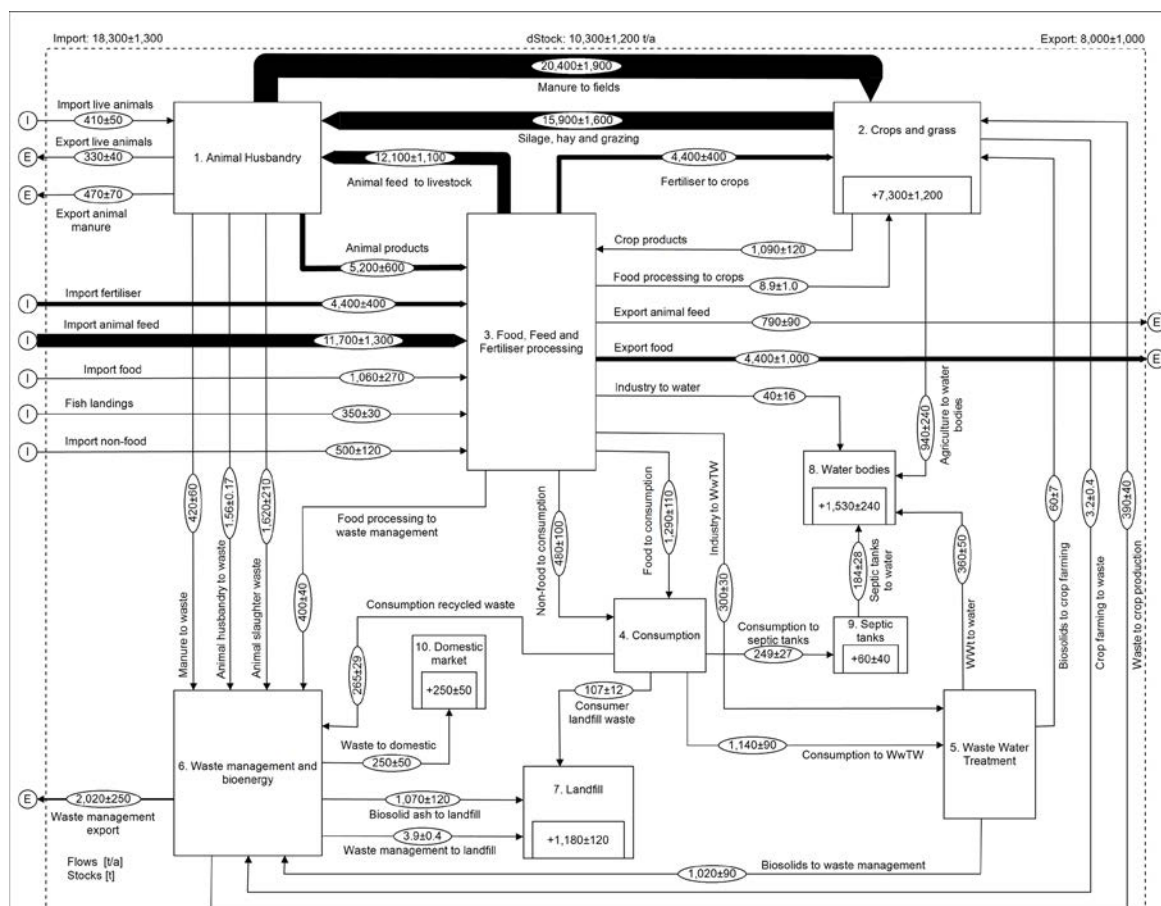 Import: 18,300±1,300
dStock: 10,300±1,200 t/a
Export: 8,000±1,000
20,400±1,900
Manure to fields
Import live animals
I
410±50
15,900±1,600
Silage, hay and grazing
2. Crops and grass
Export live animals
E
330±40
1. Animal Husbandry
12,100±1,100
Animal feed to livestock
4,400±400
Fertiliser to crops
E
470±70
Export animal
manure
+7,300±1,200
Animal products
5,200±600
Crop products
1,090±120
Food processing to crops
8.9±1.0
Import fertiliser
I
4,400±400
Export animal feed
790±90
E
Import animal feed
I
11,700±1,300
3. Food, Feed and
Fertiliser processing
Export food
4,400±1,000
E
Import food
I
1,060±270
Industry to water
40±16
Fish landings
I
350±30
Import non-food
I
500±120
940±240
Agriculture to water
bodies
8. Water bodies
+1,530±240
420±60
Manure to waste
1.56±0.17
Animal husbandry to waste
1,620±210
Animal slaughter waste
Food processing to
waste management
400±40
480±100
Non-food to consumption
1,290±110
Food to consumption
300±30
Industry to WwTW
184±28
Septic tanks
to water
360±50
WWt to water
60±7
Biosolids to crop farming
3.2±0.4
Crop farming to waste
390±40
Waste to crop production
Consumption recycled waste
265±29
4. Consumption
Consumption to
septic tanks
249±27
9. Septic
tanks
+60±40
10. Domestic
market
+250±50
107±12
Consumer
landfill waste
Waste to domestic
250±50
1,140±90
Consumption to WwTW
5. Waste Water
Treatment
6. Waste management and
bioenergy
7. Landfill
+1,180±120
E
2,020±250
Waste management
export
1,070±120
Biosolid ash to landfill
3.9±0.4
Waste management to landfill
Flows [t/a]
Stocks [t]
Biosolids to waste management
1,020±90